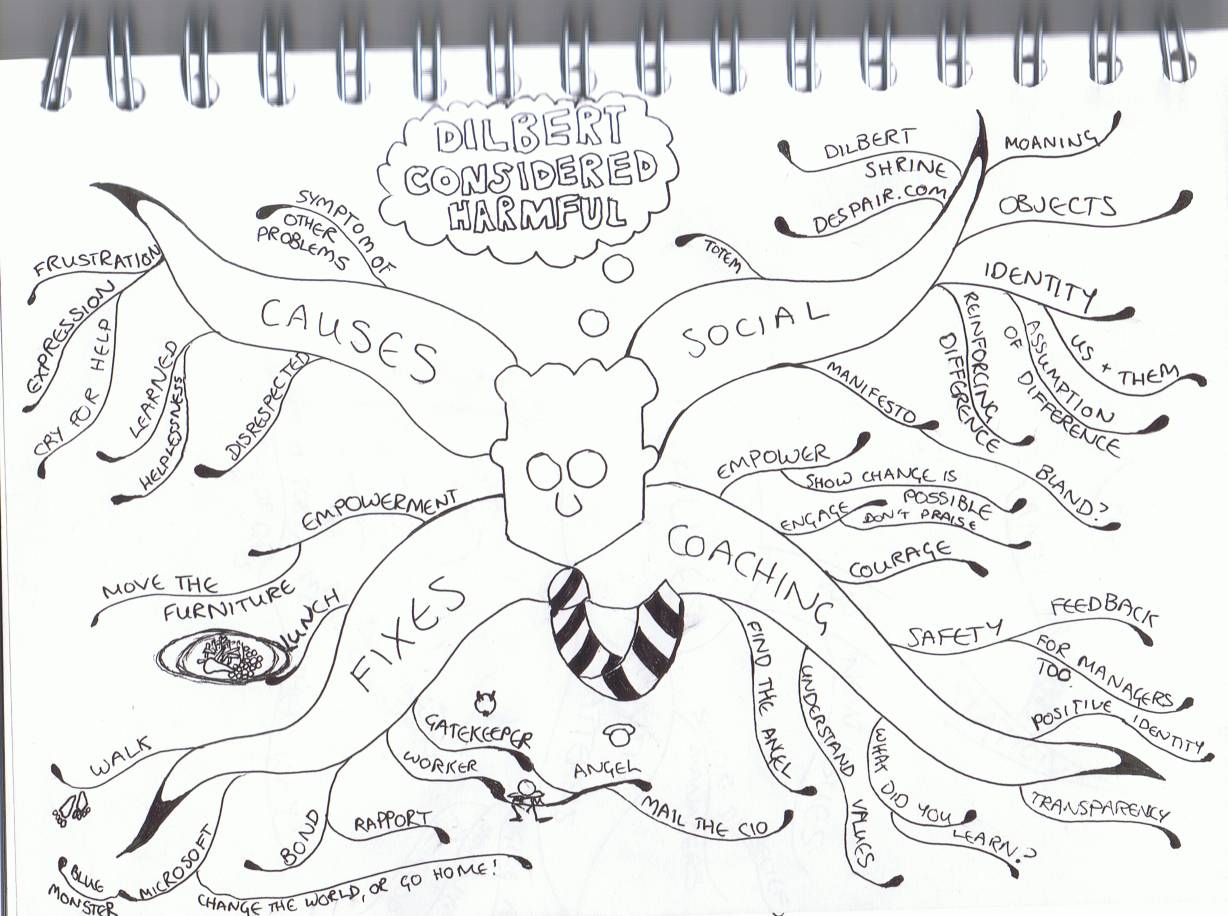 DILBERT
CONSIDERED
HARMFUL
CAUSES
SYMPTOM OF
OTHER
PROBLEMS
FRUSTRATION
EXPRESSION
CRY FOR HELP
LEARNED
HELPLESSNESS
DISRESPECTED
SOCIAL
TOTEM
DILBERT
SHRINE
DESPAIR.COM
MOANING
OBJECTS
IDENTITY
US + THEM
ASSUMPTION
OF DIFFERENCE
REINFORCING
DIFFERENCE
MANIFESTO
BLAND?
COACHING
EMPOWER
SHOW CHANGE IS
POSSIBLE
ENGAGE
DON'T PRAISE
COURAGE
SAFETY
FEEDBACK
FOR MANAGERS
TOO
POSITIVE IDENTITY
TRANSPARENCY
WHAT DID YOU
LEARN?
UNDERSTAND VALUES
FIND THE ANGEL
FIXES
EMPOWERMENT
MOVE THE
FURNITURE
LUNCH
WALK
MICROSOFT
BLUE
MONSTER
CHANGE THE WORLD, OR GO HOME!
BOND
RAPPORT
GATEKEEPER
WORKER
ANGEL
MAIL THE CIO